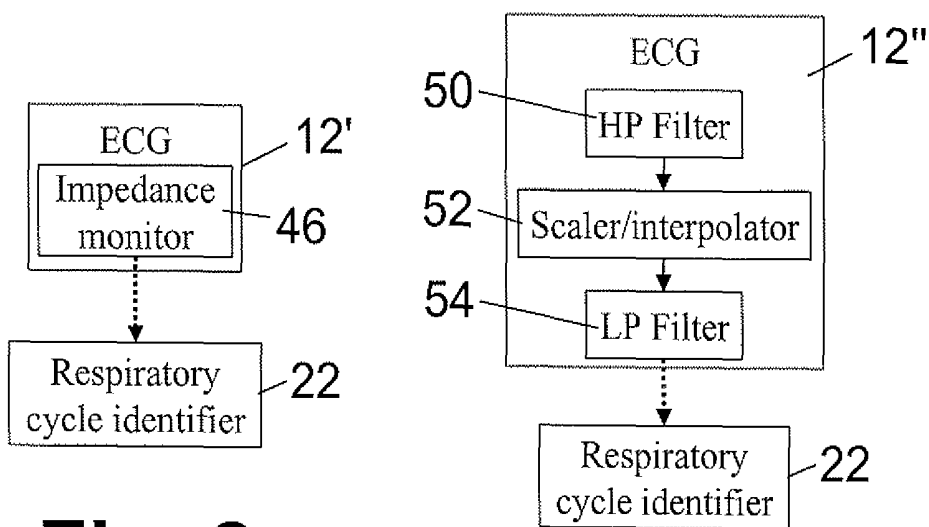 ECG
12'
Impedance
monitor
46
Respiratory
cycle identifier
22
ECG
12"
50
HP Filter
52
Scaler/interpolator
54
LP Filter
Respiratory
cycle identifier
22